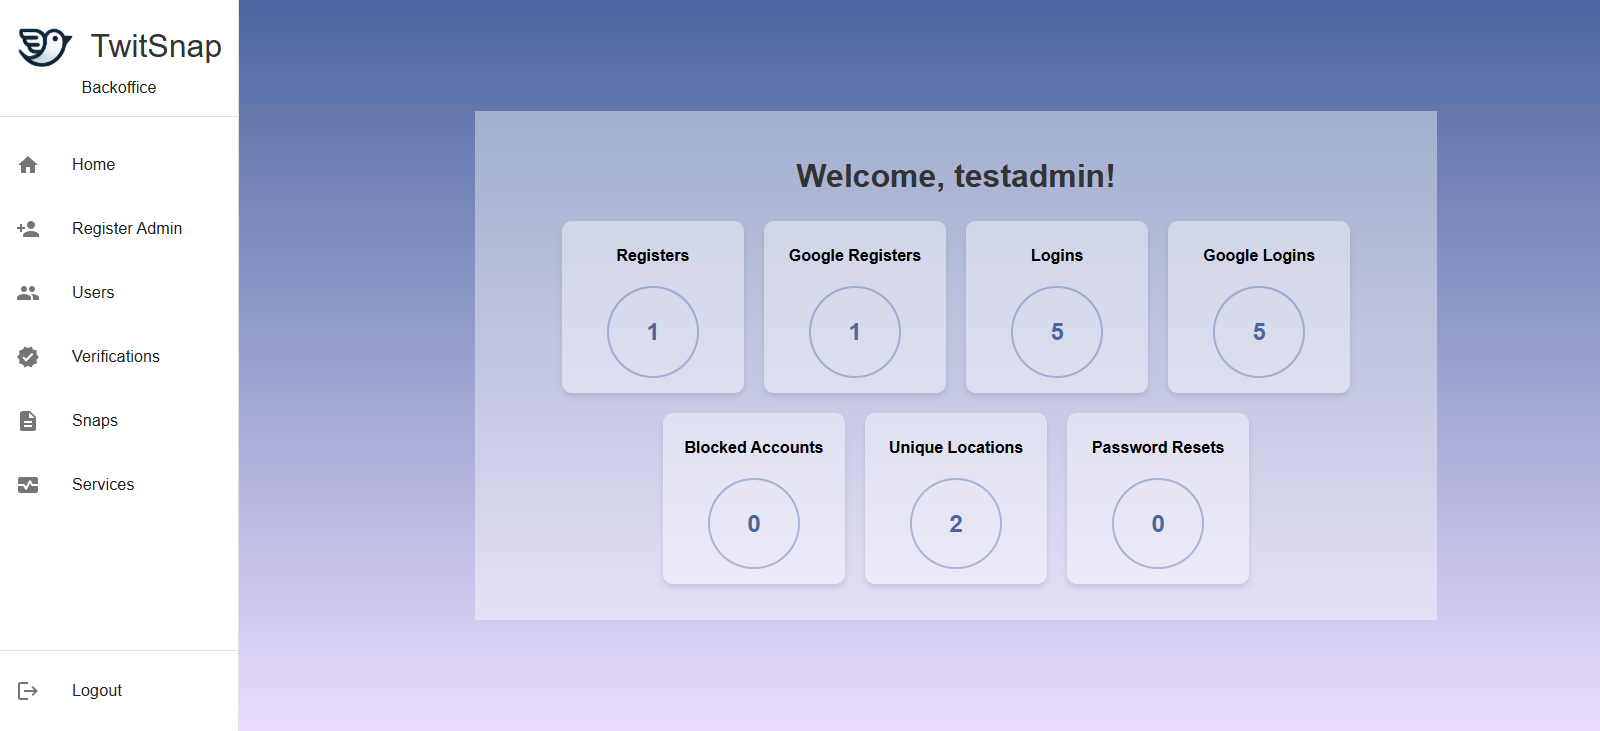 TwitSnap
Backoffice
Home
Register Admin
Users
Verifications
Snaps
Services
Logout
Welcome, testadmin!
Registers
1
Google Registers
1
Logins
5
Google Logins
5
Blocked Accounts
0
Unique Locations
2
Password Resets
0